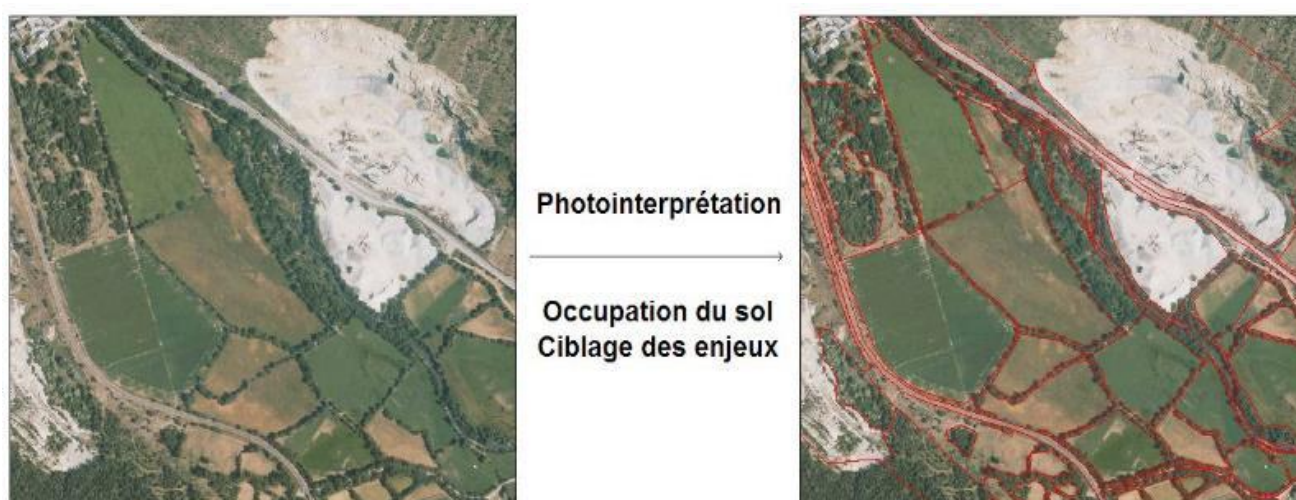 Photointerprétation
Occupation du sol
Ciblage des enjeux